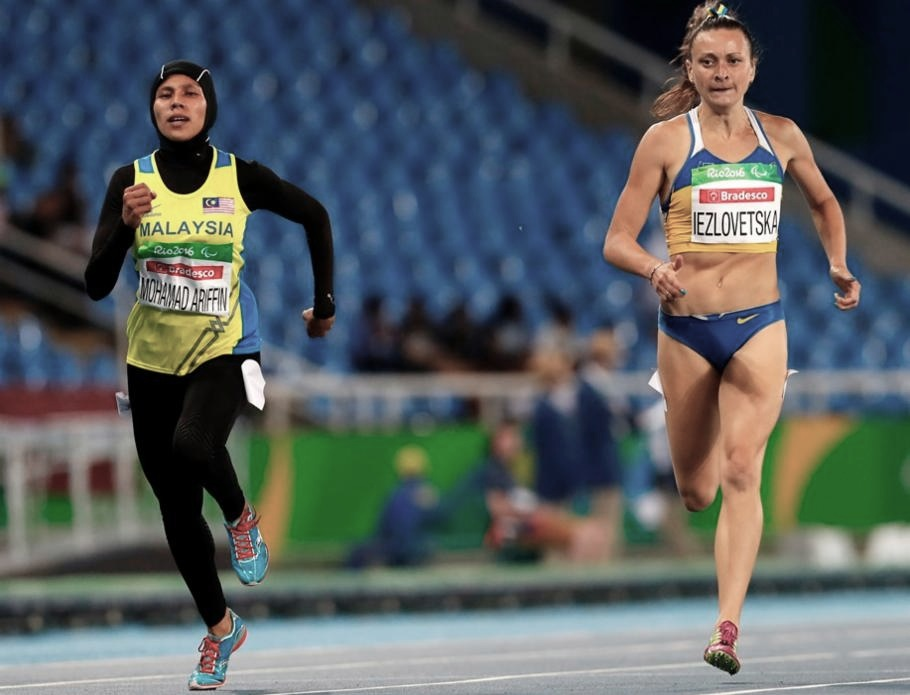 MALAYSIA
Rio2016
Bradesco
MOHAMAD ARIFFIN
Rio2016
Bradesco
IEZLOVETSKA